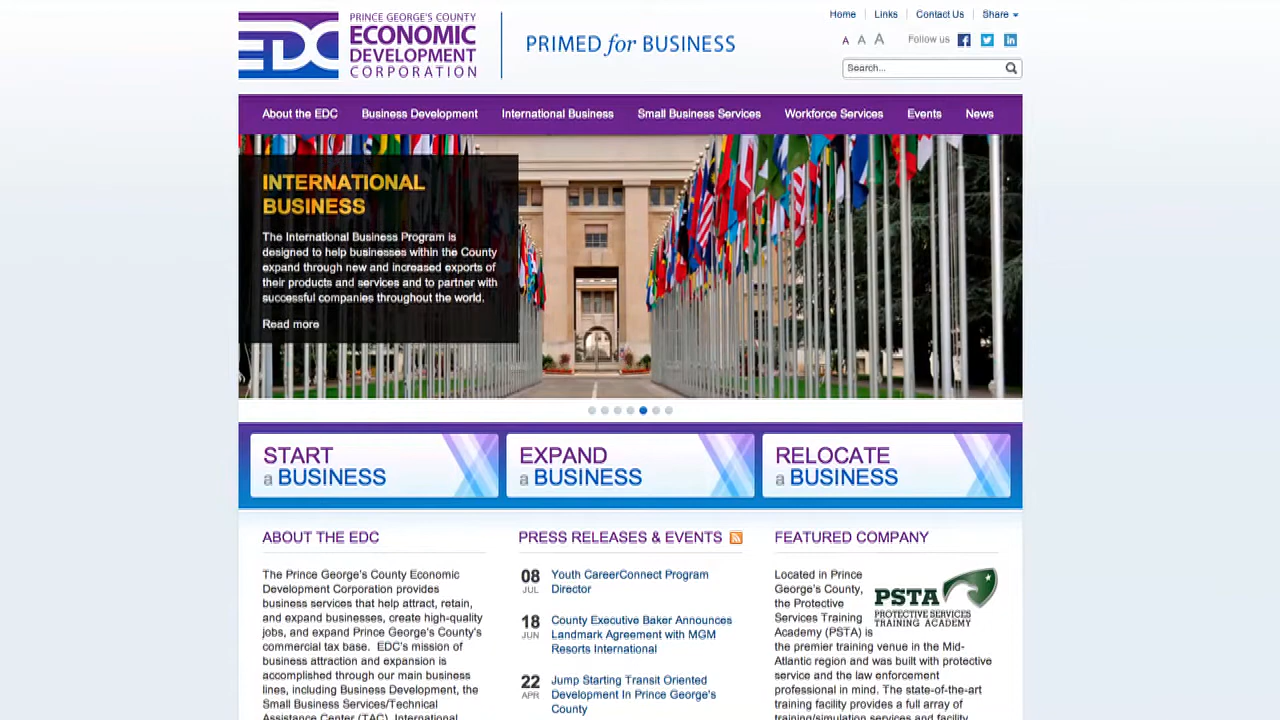 Home Links Contact Us Share
EDC
PRINCE GEORGE'S COUNTY
ECONOMIC
DEVELOPMENT
CORPORATION
PRIMED for BUSINESS
A A A Follow us
Search...
About the EDC Business Development International Business Small Business Services Workforce Services Events News
INTERNATIONAL
BUSINESS
The International Business Program is
designed to help businesses within the County
expand through new and increased exports of
their products and services and to partner with
successful companies throughout the world.
Read more
START
a BUSINESS
EXPAND
a BUSINESS
RELOCATE
a BUSINESS
ABOUT THE EDC
The Prince George's County Economic
Development Corporation provides
business services that help attract, retain,
and expand businesses, create high-quality
jobs, and expand Prince George's County's
commercial tax base. EDC's mission of
business attraction and expansion is
accomplished through our main business
lines, including Business Development, the
Small Business Services/Technical
Assistance Center (TAC), International
PRESS RELEASES & EVENTS
08 JUL
Youth CareerConnect Program
Director
18 JUN
County Executive Baker Announces
Landmark Agreement with MGM
Resorts International
22 APR
Jump Starting Transit Oriented
Development In Prince George's
County
FEATURED COMPANY
Located in Prince
George's County,
the Protective
Services Training
Academy (PSTA) is
the premier training venue in the Mid-
Atlantic region and was built with protective
service and the law enforcement
professional in mind. The state-of-the-art
training facility provides a full array of
training/simulation services and facility
PSTA
PROTECTIVE SERVICES
TRAINING ACADEMY